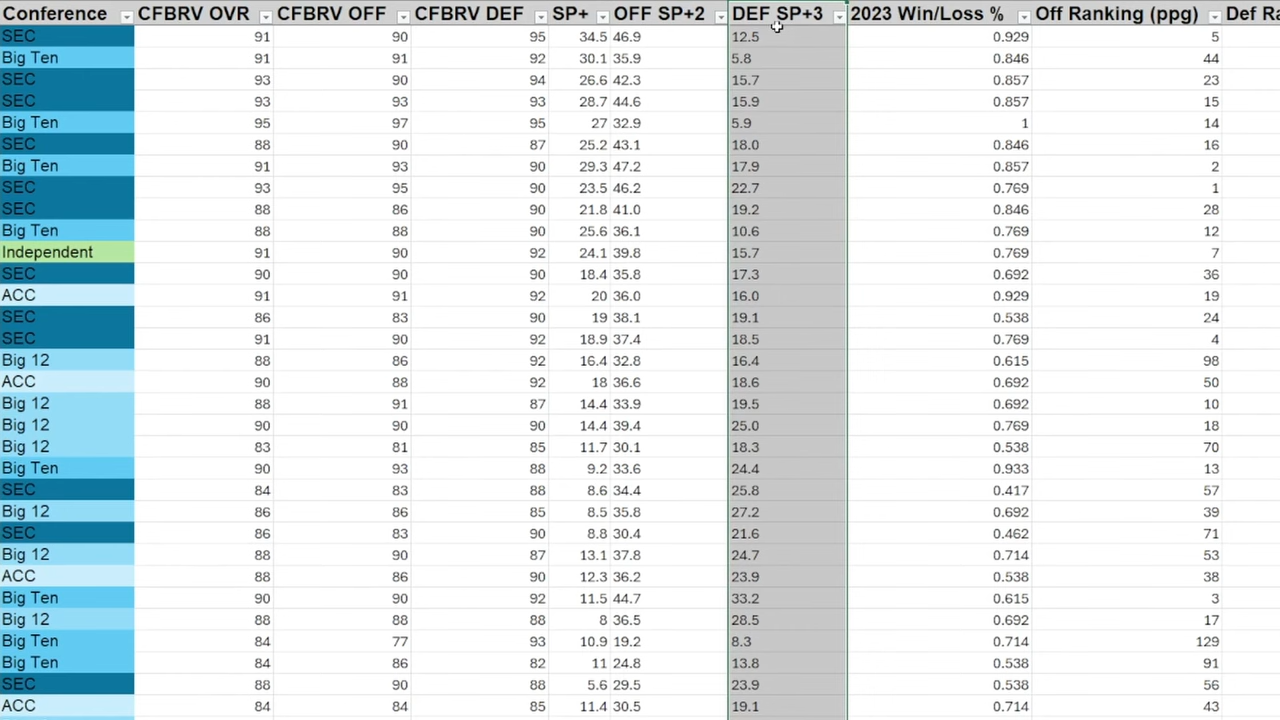 Conference CFBRV OVR CFBRV OFF CFBRV DEF SP+ OFF SP+2 DEF SP+3 2023 Win/Loss % Off Ranking (ppg) Def Ra
SEC 91 90 95 34.5 46.9 12.5 0.929 5
Big Ten 91 91 92 30.1 35.9 5.8 0.846 44
SEC 93 90 94 26.6 42.3 15.7 0.857 23
SEC 93 93 93 28.7 44.6 15.9 0.857 15
Big Ten 95 97 95 27 32.9 5.9 1 14
SEC 88 90 87 25.2 43.1 18.0 0.846 16
Big Ten 91 93 90 29.3 47.2 17.9 0.857 2
SEC 93 95 90 23.5 46.2 22.7 0.769 1
SEC 88 86 90 21.8 41.0 19.2 0.846 28
Big Ten 88 88 90 25.6 36.1 10.6 0.769 12
Independent 91 90 92 24.1 39.8 15.7 0.769 7
SEC 90 90 90 18.4 35.8 17.3 0.692 36
ACC 91 91 92 20 36.0 16.0 0.929 19
SEC 86 83 90 19 38.1 19.1 0.538 24
SEC 91 90 92 18.9 37.4 18.5 0.769 4
Big 12 88 86 92 16.4 32.8 16.4 0.615 98
ACC 90 88 92 18 36.6 18.6 0.692 50
Big 12 88 91 87 14.4 33.9 19.5 0.692 10
Big 12 90 90 90 14.4 39.4 25.0 0.769 18
Big 12 83 81 85 11.7 30.1 18.3 0.538 70
Big Ten 90 93 88 9.2 33.6 24.4 0.933 13
SEC 84 83 88 8.6 34.4 25.8 0.417 57
Big 12 86 86 85 8.5 35.8 27.2 0.692 39
SEC 86 83 90 8.8 30.4 21.6 0.462 71
Big 12 88 90 87 13.1 37.8 24.7 0.714 53
ACC 88 86 90 12.3 36.2 23.9 0.538 38
Big Ten 90 90 92 11.5 44.7 33.2 0.615 3
Big 12 88 88 88 8 36.5 28.5 0.692 17
Big Ten 84 77 93 10.9 19.2 8.3 0.714 129
Big Ten 84 86 82 11 24.8 13.8 0.538 91
SEC 88 90 88 5.6 29.5 23.9 0.538 56
ACC 84 84 85 11.4 30.5 19.1 0.714 43